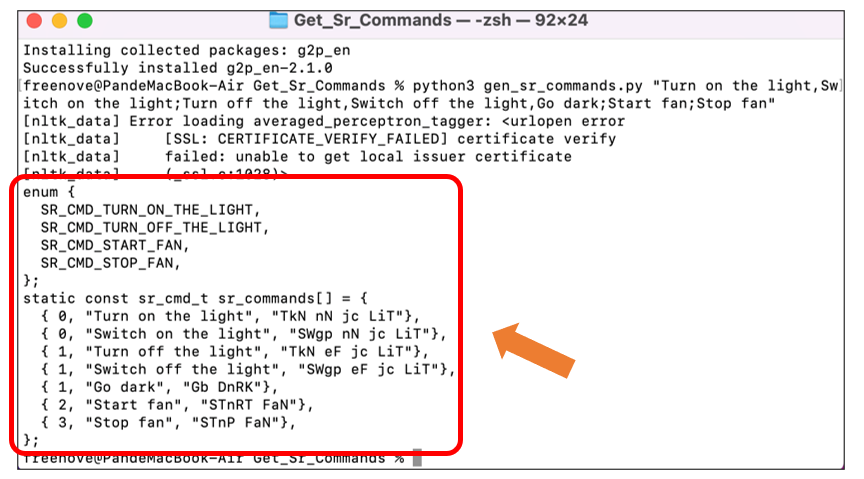 Get_Sr_Commands — -zsh — 92×24
Installing collected packages: g2p_en
Successfully installed g2p_en-2.1.0
[freenove@PandeMacBook-Air Get_Sr_Commands % python3 gen_sr_commands.py "Turn on the light,Sw]
itch on the light;Turn off the light,Switch off the light,Go dark;Start fan;Stop fan"
[nltk_data] Error loading averaged_perceptron_tagger: <urlopen error
[nltk_data]     [SSL: CERTIFICATE_VERIFY_FAILED] certificate verify
[nltk_data]     failed: unable to get local issuer certificate
[nltk_data]     (_ssl.c:1028)>
enum {
  SR_CMD_TURN_ON_THE_LIGHT,
  SR_CMD_TURN_OFF_THE_LIGHT,
  SR_CMD_START_FAN,
  SR_CMD_STOP_FAN,
};
static const sr_cmd_t sr_commands[] = {
  { 0, "Turn on the light", "TkN nN jc LiT"},
  { 0, "Switch on the light", "SWgp nN jc LiT"},
  { 1, "Turn off the light", "TkN eF jc LiT"},
  { 1, "Switch off the light", "SWgp eF jc LiT"},
  { 1, "Go dark", "Gb DnRK"},
  { 2, "Start fan", "STnRT FaN"},
  { 3, "Stop fan", "STnP FaN"},
};
freenove@PandeMacBook-Air Get_Sr_Commands %